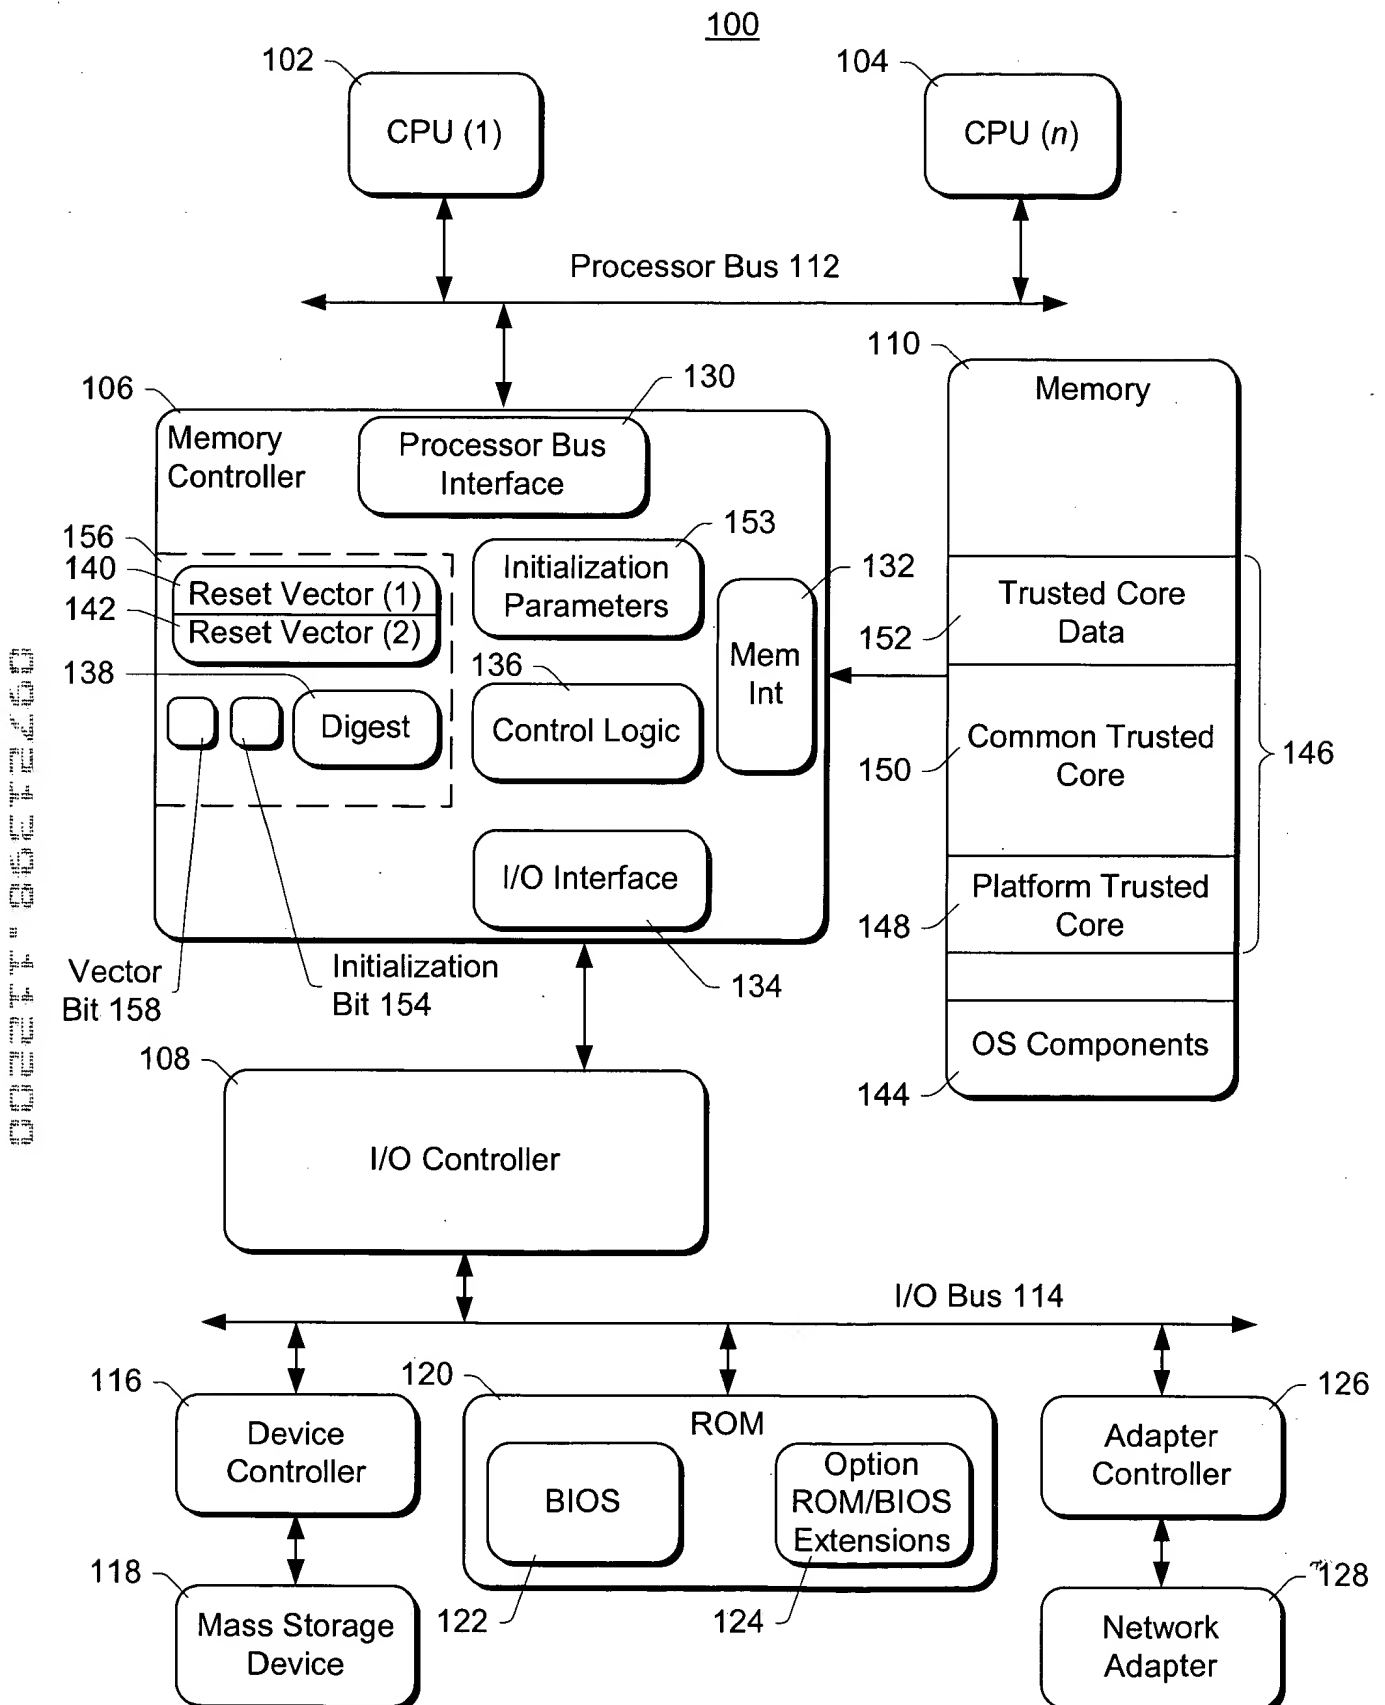 100
102
CPU (1)
104
CPU (n)
Processor Bus 112
106
Memory
Controller
130
Processor Bus
Interface
110
Memory
156
140
Reset Vector (1)
142
Reset Vector (2)
138
Digest
153
Initialization
Parameters
136
Control Logic
132
Mem
Int
152
Trusted Core
Data
150
Common Trusted
Core
146
148
Platform Trusted
Core
144
OS Components
I/O Interface
134
Vector
Bit 158
Initialization
Bit 154
108
I/O Controller
I/O Bus 114
116
Device
Controller
118
Mass Storage
Device
120
ROM
BIOS
122
Option
ROM/BIOS
Extensions
124
126
Adapter
Controller
128
Network
Adapter